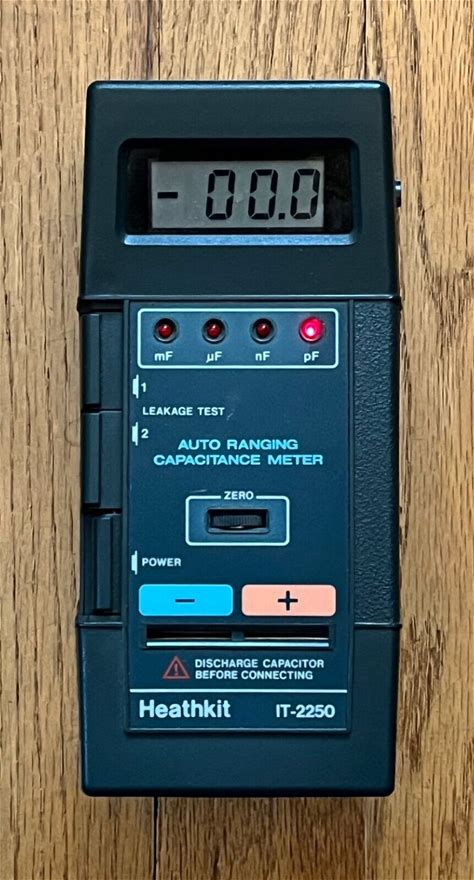 - 00.0
mF µF nF pF
1
LEAKAGE TEST
2
AUTO RANGING
CAPACITANCE METER
ZERO
POWER
- +
DISCHARGE CAPACITOR
BEFORE CONNECTING
Heathkit IT-2250